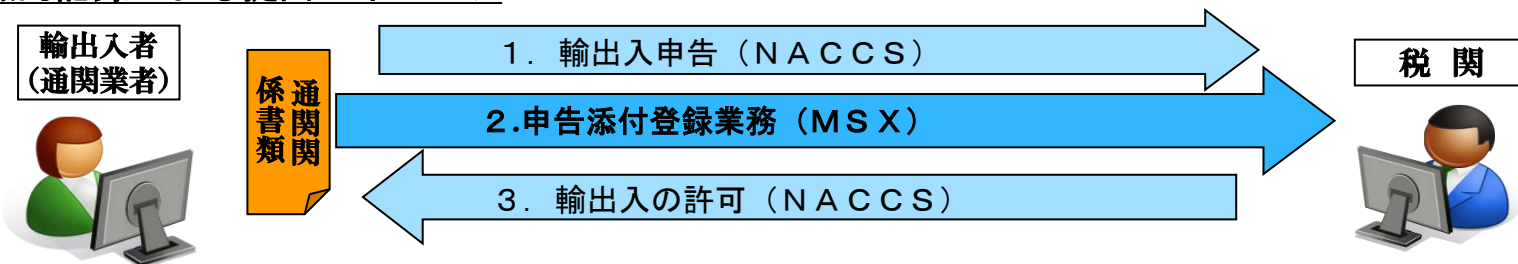 輸出入者
(通関業者)
通関関
係書類
1．輸出入申告（NACCS）
2.申告添付登録業務（MSX）
3．輸出入の許可（NACCS）
税 関